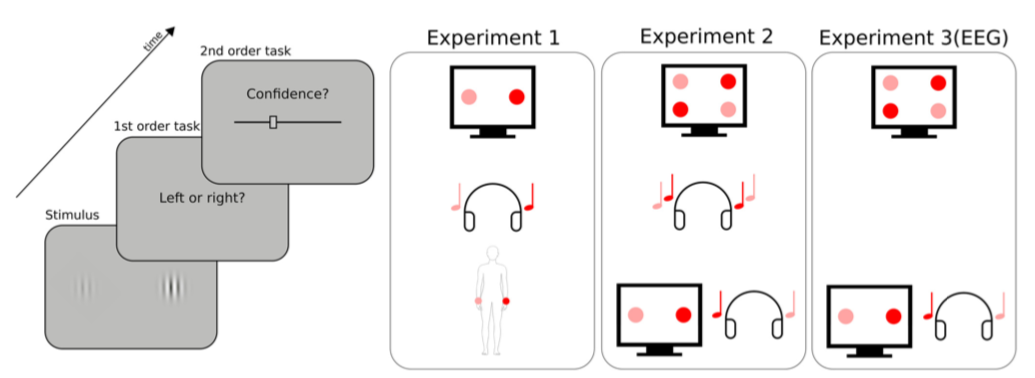 time
2nd order task
Confidence?
1st order task
Left or right?
Stimulus
Experiment 1
Experiment 2
Experiment 3(EEG)